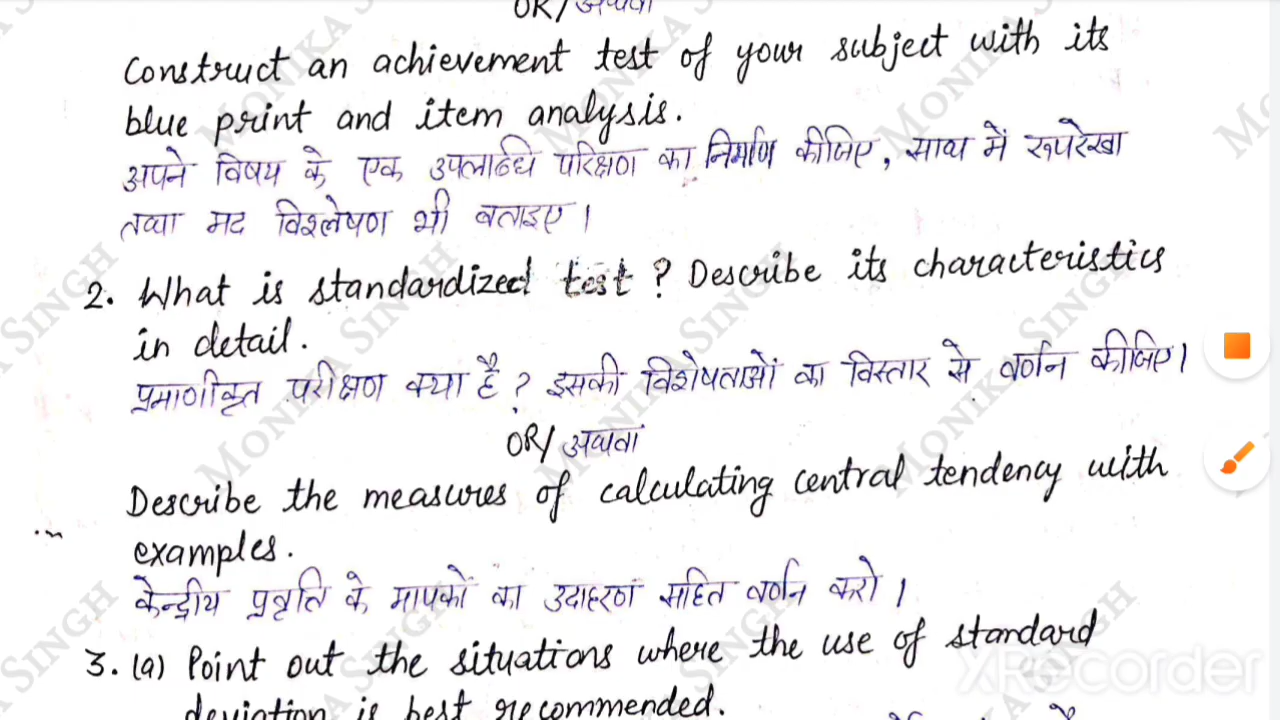 OR/ अथवा
Construct an achievement test of your subject with its
blue print and item analysis.
अपने विषय के एक उपलब्धि परिक्षण का निर्माण कीजिए, साथ में रूपरेखा
तथा मद विश्लेषण भी बताइए।
2. What is standardized test? Describe its characteristics
in detail.
प्रमाणीकृत परीक्षण क्या है? इसकी विशेषताओं का विस्तार से वर्णन कीजिए।
OR/ अथवा
Describe the measures of calculating central tendency with
examples.
केन्द्रीय प्रवृति के मापकों का उदाहरण सहित वर्णन करो।
3. (a) Point out the situations where the use of standard
deviation is best recommended.
MONIKA SINGH
XRecorder